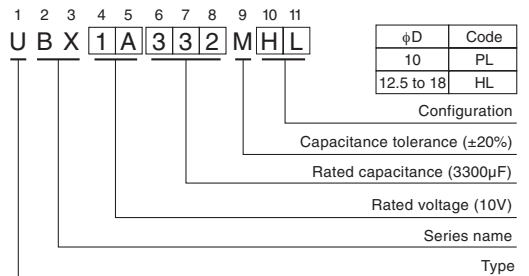 1 2 3 4 5 6 7 8 9 10 11
U B X 1 A 3 3 2 M H L
φD Code
10 PL
12.5 to 18 HL
Configuration
Capacitance tolerance (±20%)
Rated capacitance (3300µF)
Rated voltage (10V)
Series name
Type